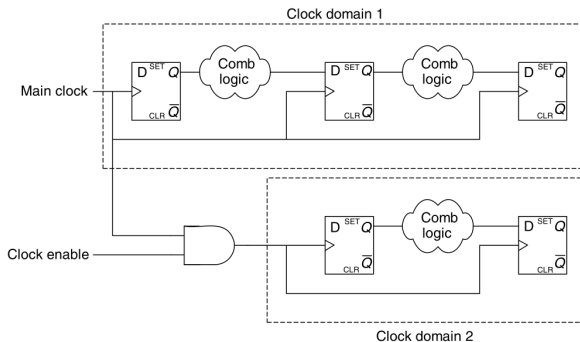 Clock domain 1
D SET Q
Q
CLR
Comb
logic
D SET Q
Q
CLR
Comb
logic
D SET Q
Q
CLR
Main clock
Clock enable
D SET Q
Q
CLR
Comb
logic
D SET Q
Q
CLR
Clock domain 2